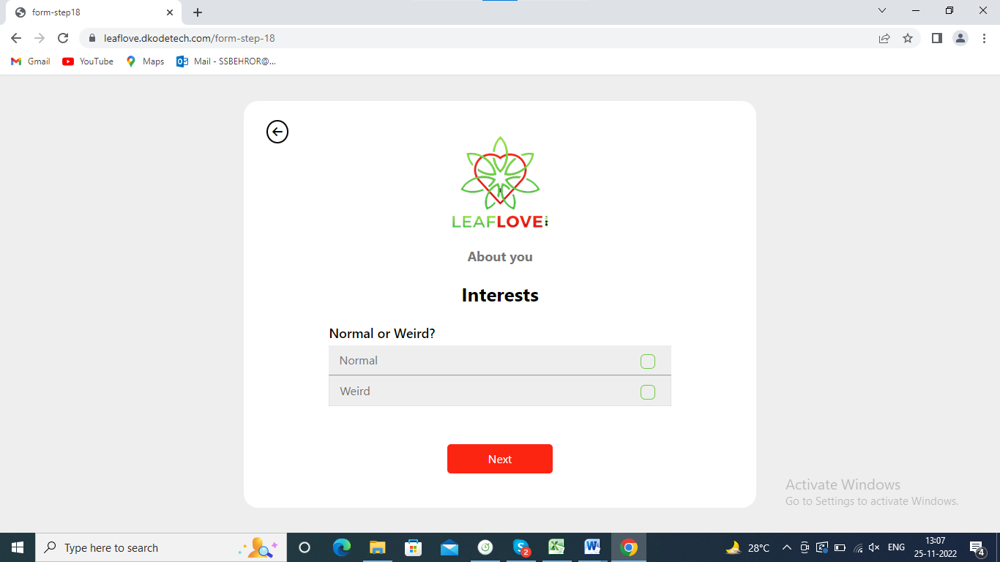 form-step18
leaflove.dkodetech.com/form-step-18
Gmail
YouTube
Maps
Mail - SSBEHROR@...
LEAFLOVE
About you
Interests
Normal or Weird?
Normal
Weird
Next
Activate Windows
Go to Settings to activate Windows.
Type here to search
2
28°C
ENG
13:07
25-11-2022
4